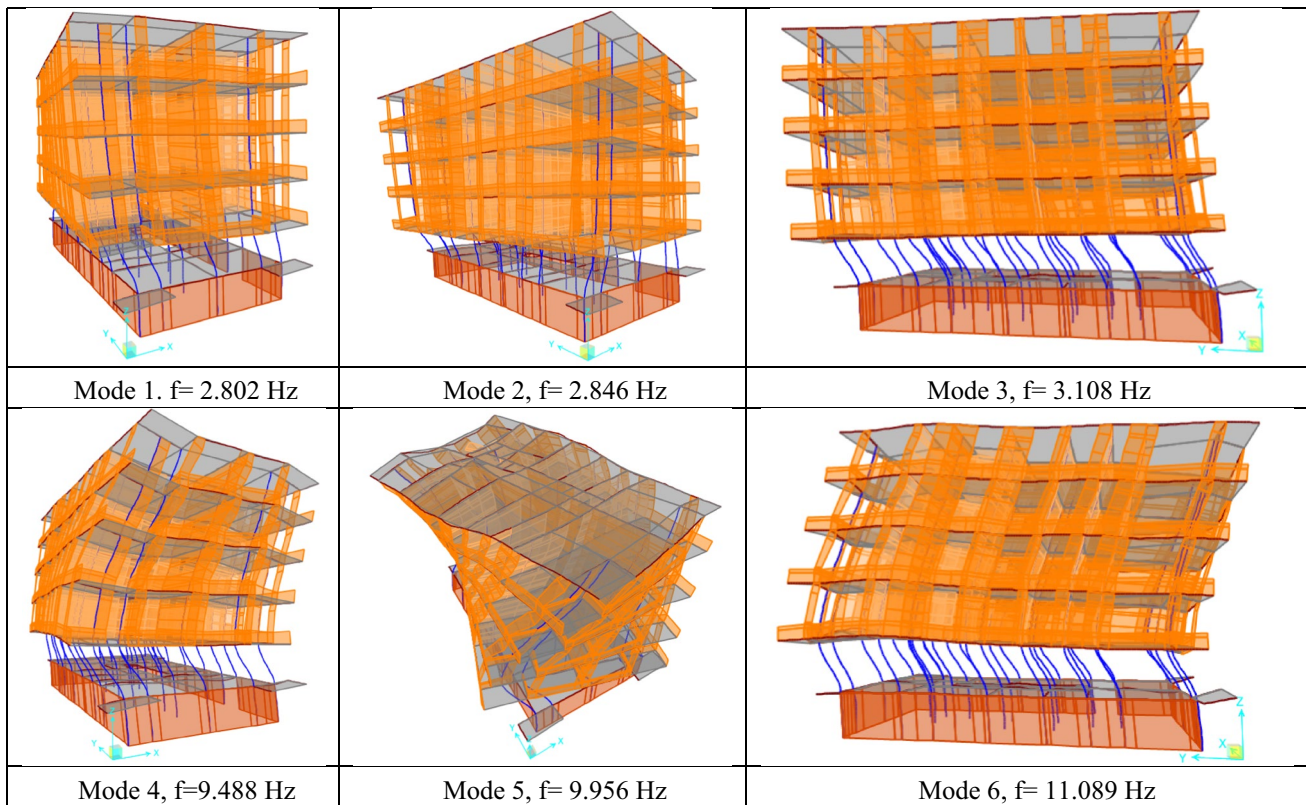 Y X
Y X
Z
X
Y
Mode 1. f= 2.802 Hz
Mode 2, f= 2.846 Hz
Mode 3, f= 3.108 Hz
Y X
Y X
Z
X
Y
Mode 4, f=9.488 Hz
Mode 5, f= 9.956 Hz
Mode 6, f= 11.089 Hz